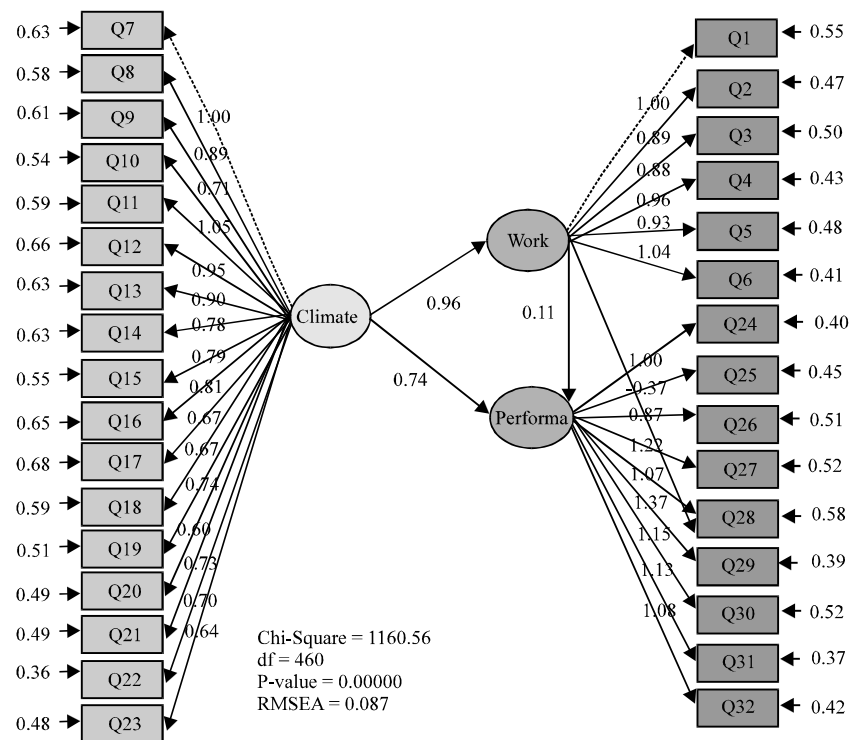 0.63 Q7
0.58 Q8
0.61 Q9
0.54 Q10
0.59 Q11
0.66 Q12
0.63 Q13
0.63 Q14
0.55 Q15
0.65 Q16
0.68 Q17
0.59 Q18
0.51 Q19
0.49 Q20
0.49 Q21
0.36 Q22
0.48 Q23
1.00
0.89
0.71
1.05
0.95
0.90
0.78
0.79
0.81
0.67
0.67
0.74
0.60
0.73
0.70
0.64
Climate
0.96
0.74
Work
0.11
Performa
1.00
0.89
0.88
0.96
0.93
1.04
1.00
-0.37
0.87
1.22
1.07
1.37
1.15
1.13
1.08
Q1 0.55
Q2 0.47
Q3 0.50
Q4 0.43
Q5 0.48
Q6 0.41
Q24 0.40
Q25 0.45
Q26 0.51
Q27 0.52
Q28 0.58
Q29 0.39
Q30 0.52
Q31 0.37
Q32 0.42
Chi-Square = 1160.56
df = 460
P-value = 0.00000
RMSEA = 0.087